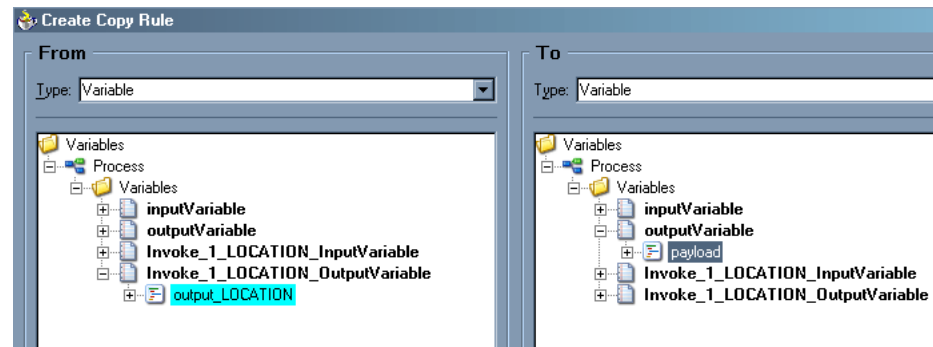 Create Copy Rule
From
Type: Variable
Variables
Process
Variables
inputVariable
outputVariable
Invoke_1_LOCATION_InputVariable
Invoke_1_LOCATION_OutputVariable
output_LOCATION
To
Type: Variable
Variables
Process
Variables
inputVariable
outputVariable
payload
Invoke_1_LOCATION_InputVariable
Invoke_1_LOCATION_OutputVariable